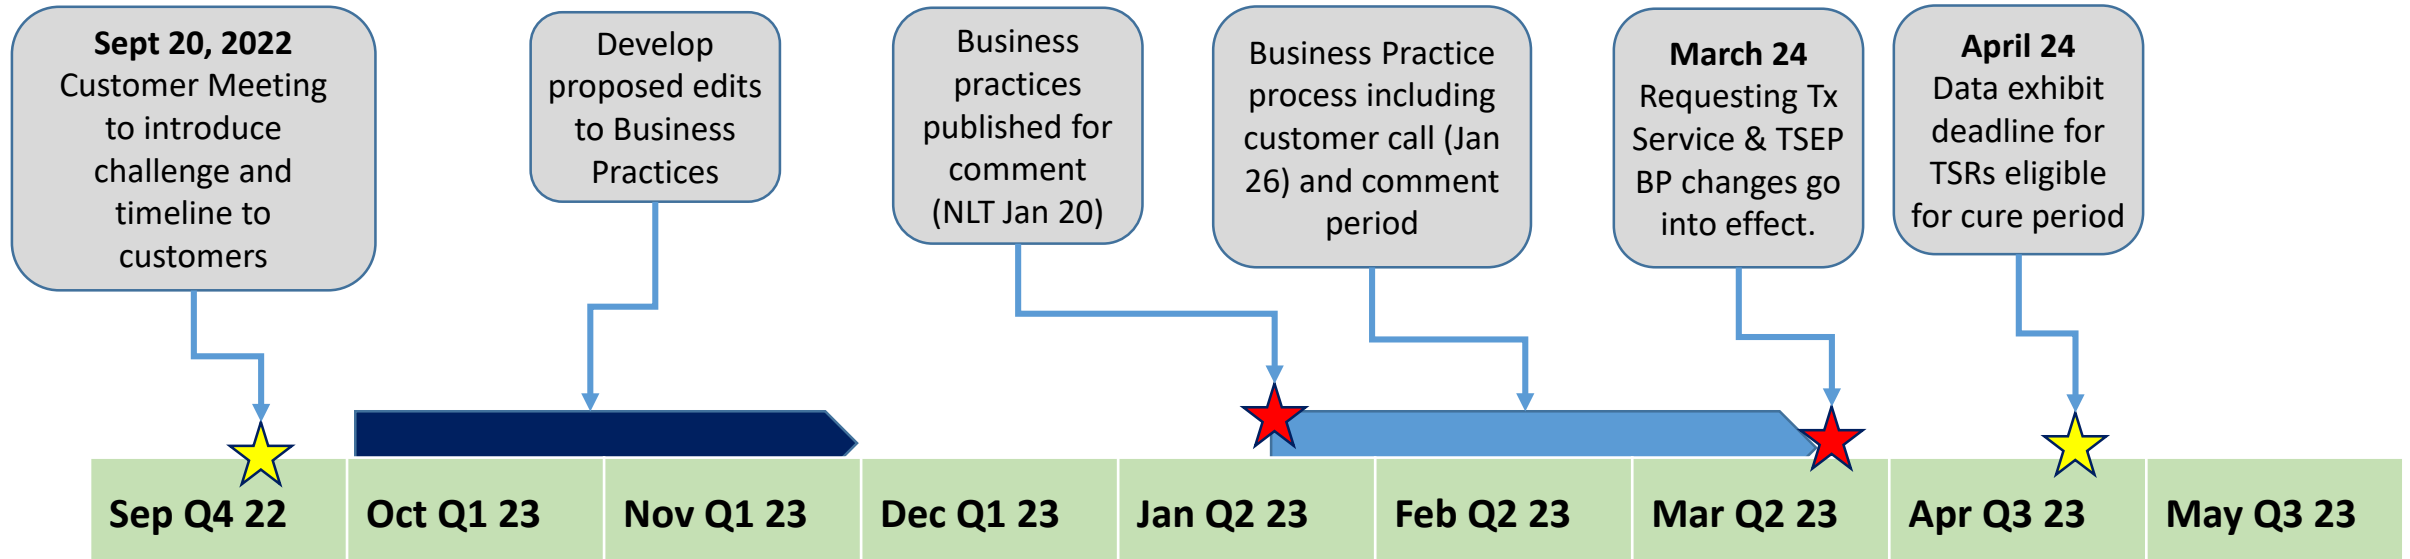 Sept 20, 2022
Customer Meeting
to introduce
challenge and
timeline to
customers
Develop
proposed edits
to Business
Practices
Business
practices
published for
comment
(NLT Jan 20)
Business Practice
process including
customer call (Jan
26) and comment
period
March 24
Requesting Tx
Service & TSEP
BP changes go
into effect.
April 24
Data exhibit
deadline for
TSRs eligible
for cure period
Sep Q4 22
Oct Q1 23
Nov Q1 23
Dec Q1 23
Jan Q2 23
Feb Q2 23
Mar Q2 23
Apr Q3 23
May Q3 23